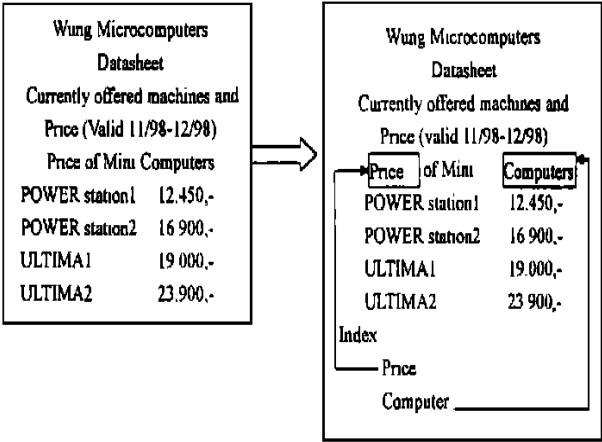 Wung Microcomputers
Datasheet
Currently offered machines and
Price (Valid 11/98-12/98)
Price of Mini Computers
POWER station1 12.450,-
POWER station2 16 900,-
ULTIMA1 19 000,-
ULTIMA2 23.900,-
Wung Microcomputers
Datasheet
Currently offered machines and
Price (valid 11/98-12/98)
Price of Mini Computers
POWER station1 12.450,-
POWER station2 16 900,-
ULTIMA1 19.000,-
ULTIMA2 23 900,-
Index
Price
Computer